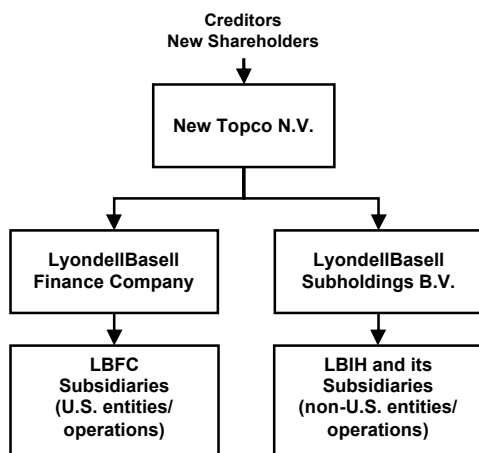 Creditors
New Shareholders
New Topco N.V.
LyondellBasell
Finance Company
LyondellBasell
Subholdings B.V.
LBFC
Subsidiaries
(U.S. entities/
operations)
LBIH and its
Subsidiaries
(non-U.S. entities/
operations)